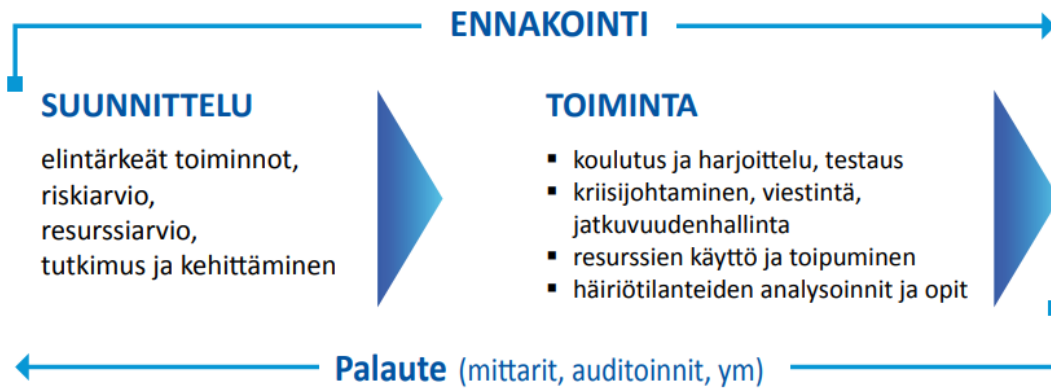 ENNAKOINTI
SUUNNITTELU
elintärkeät toiminnot,
riskiarvio,
resurssiarvio,
tutkimus ja kehittäminen
TOIMINTA
▪ koulutus ja harjoittelu, testaus
▪ kriisijohtaminen, viestintä,
jatkuvuudenhallinta
▪ resurssien käyttö ja toipuminen
▪ häiriötilanteiden analysoinnit ja opit
Palaute (mittarit, auditoinnit, ym)